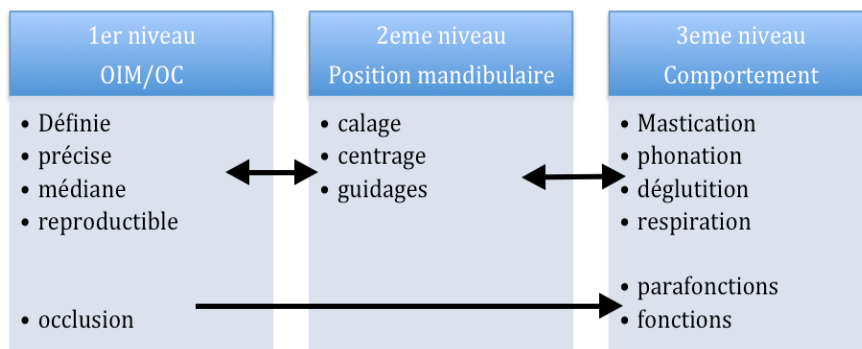 1er niveau
OIM/OC
• Définie
• précise
• médiane
• reproductible
• occlusion
2eme niveau
Position mandibulaire
• calage
• centrage
• guidages
3eme niveau
Comportement
• Mastication
• phonation
• déglutition
• respiration
• parafonctions
• fonctions